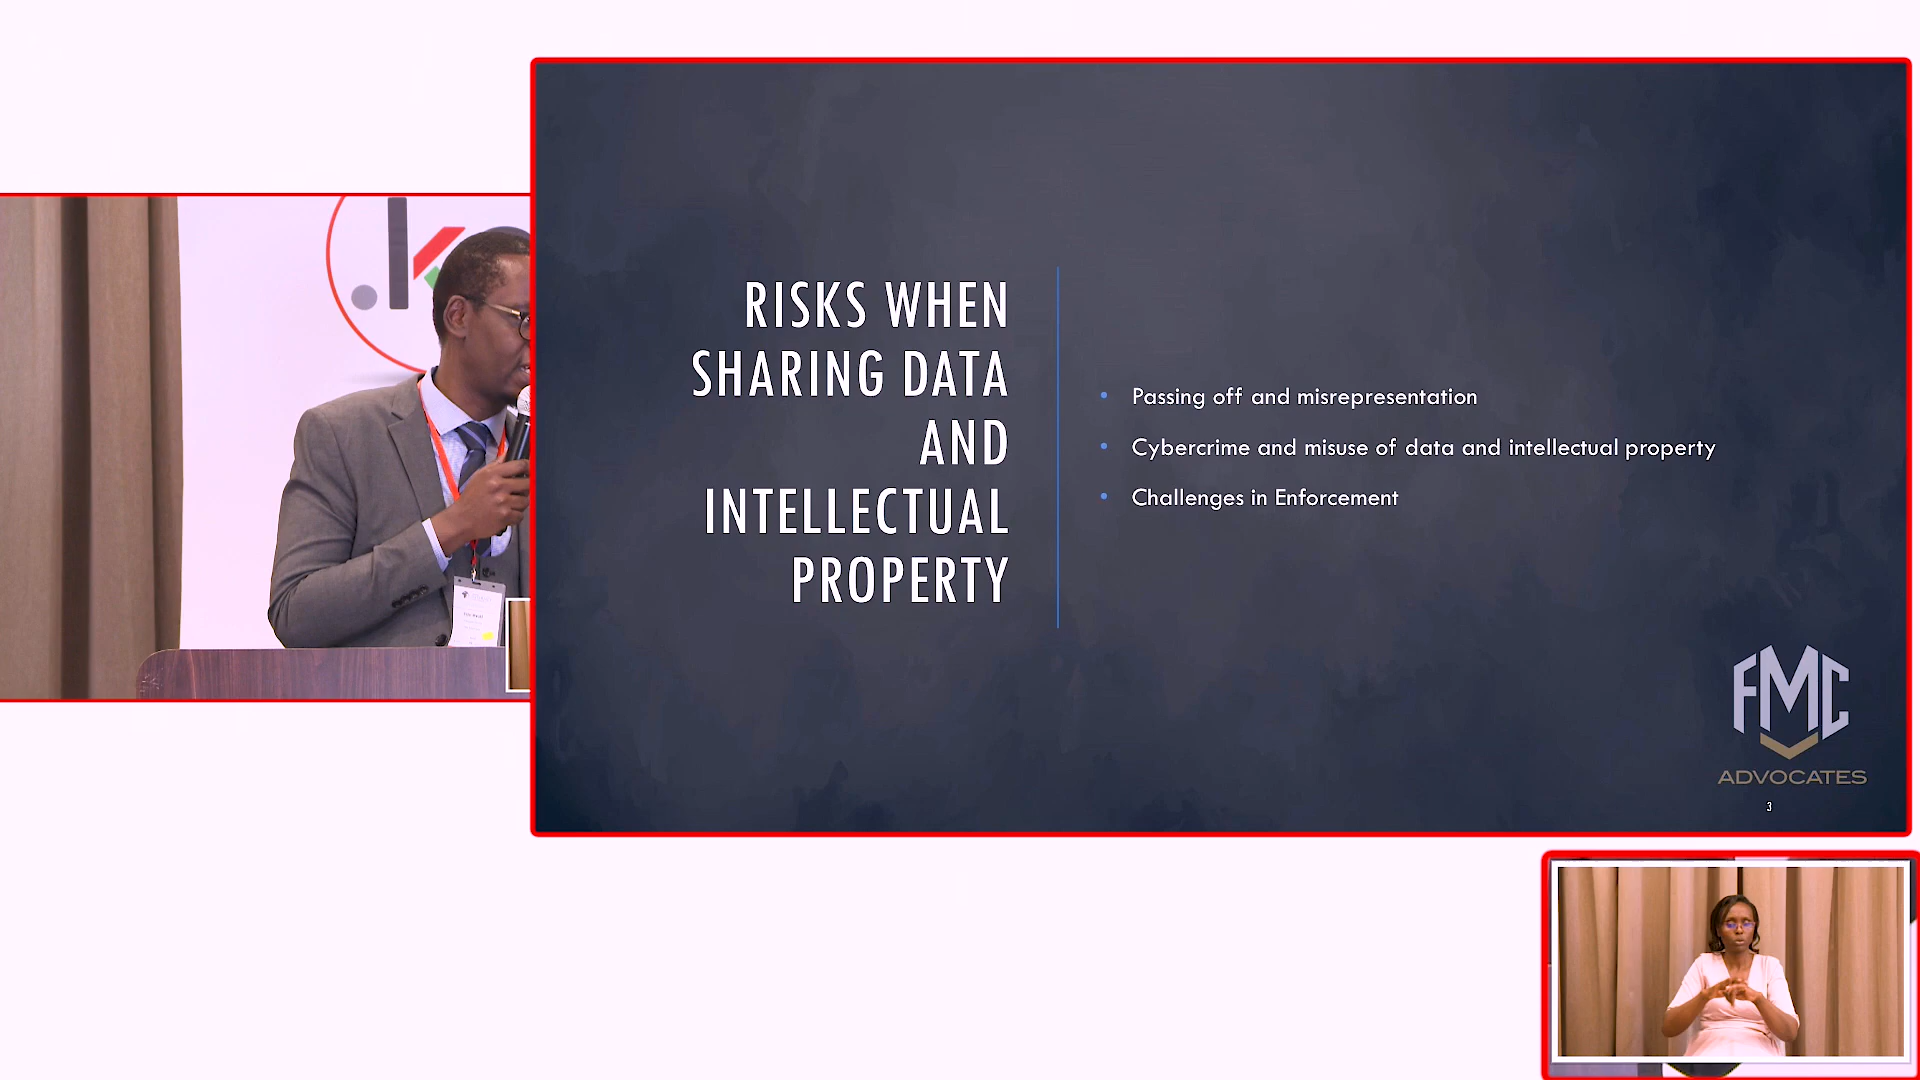 RISKS WHEN
SHARING DATA
AND
INTELLECTUAL
PROPERTY
• Passing off and misrepresentation
• Cybercrime and misuse of data and intellectual property
• Challenges in Enforcement
FMC
ADVOCATES
3